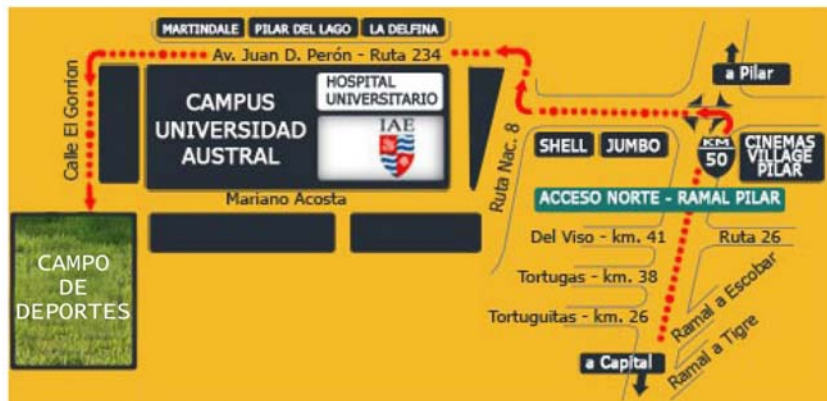 MARTINDALE
PILAR DEL LAGO
LA DELFINA
Av. Juan D. Perón - Ruta 234
a Pilar
Calle El Gorrion
CAMPUS
UNIVERSIDAD
AUSTRAL
HOSPITAL
UNIVERSITARIO
IAE
Ruta Nac. 8
SHELL
JUMBO
KM
50
CINEMAS
VILLAGE
PILAR
Mariano Acosta
ACCESO NORTE - RAMAL PILAR
Del Viso - km. 41
Ruta 26
CAMPO
DE
DEPORTES
Tortugas - km. 38
Tortuguitas - km. 26
Ramal a Escobar
Ramal a Tigre
a Capital